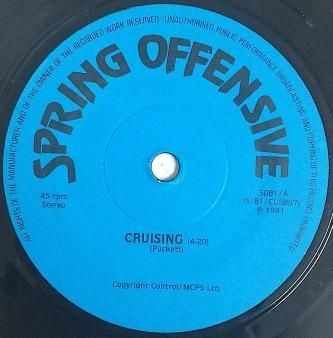 ALL RIGHTS OF THE MANUFACTURER AND OF THE OWNER OF THE RECORDED WORK RESERVED UNAUTHORISED PUBLIC PERFORMANCE BROADCASTING AND COPYING OF THIS RECORD PROHIBITED
SPRING OFFENSIVE
45 rpm
Stereo
SOB1/A
(S/81/CUS997)
℗ 1981
CRUISING (4-20)
(Puckett)
Copyright Control/MCPS Ltd.